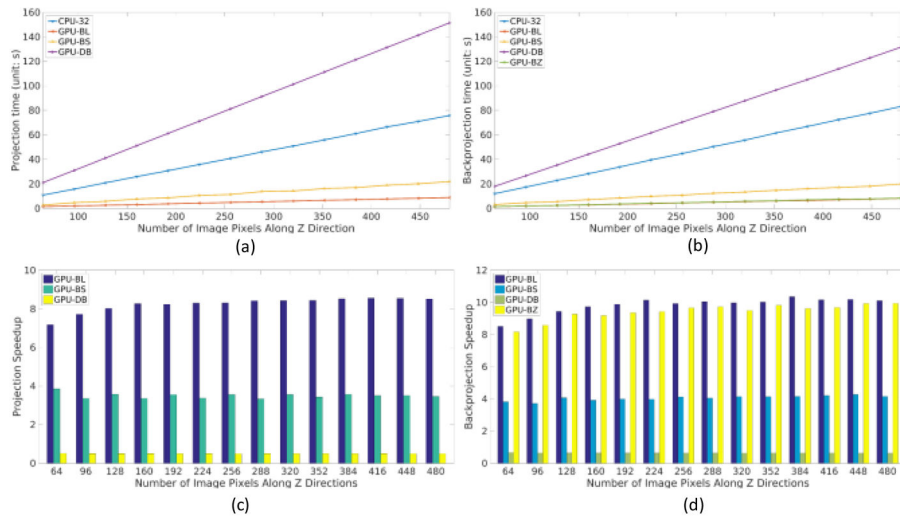 160
140
120
100
80
60
40
20
0
Projection time (unit: s)
CPU-32
GPU-BL
GPU-BS
GPU-DB
100 150 200 250 300 350 400 450
Number of Image Pixels Along Z Direction
(a)
160
140
120
100
80
60
40
20
0
Backprojection time (unit: s)
CPU-32
GPU-BL
GPU-BS
GPU-DB
GPU-BZ
100 150 200 250 300 350 400 450
Number of Image Pixels Along Z Direction
(b)
10
8
6
4
2
0
Projection Speedup
GPU-BL
GPU-BS
GPU-DB
64 96 128 160 192 224 256 288 320 352 384 416 448 480
Number of Image Pixels Along Z Directions
(c)
12
10
8
6
4
2
0
Backprojection Speedup
GPU-BL
GPU-BS
GPU-DB
GPU-BZ
64 96 128 160 192 224 256 288 320 352 384 416 448 480
Number of Image Pixels Along Z Directions
(d)